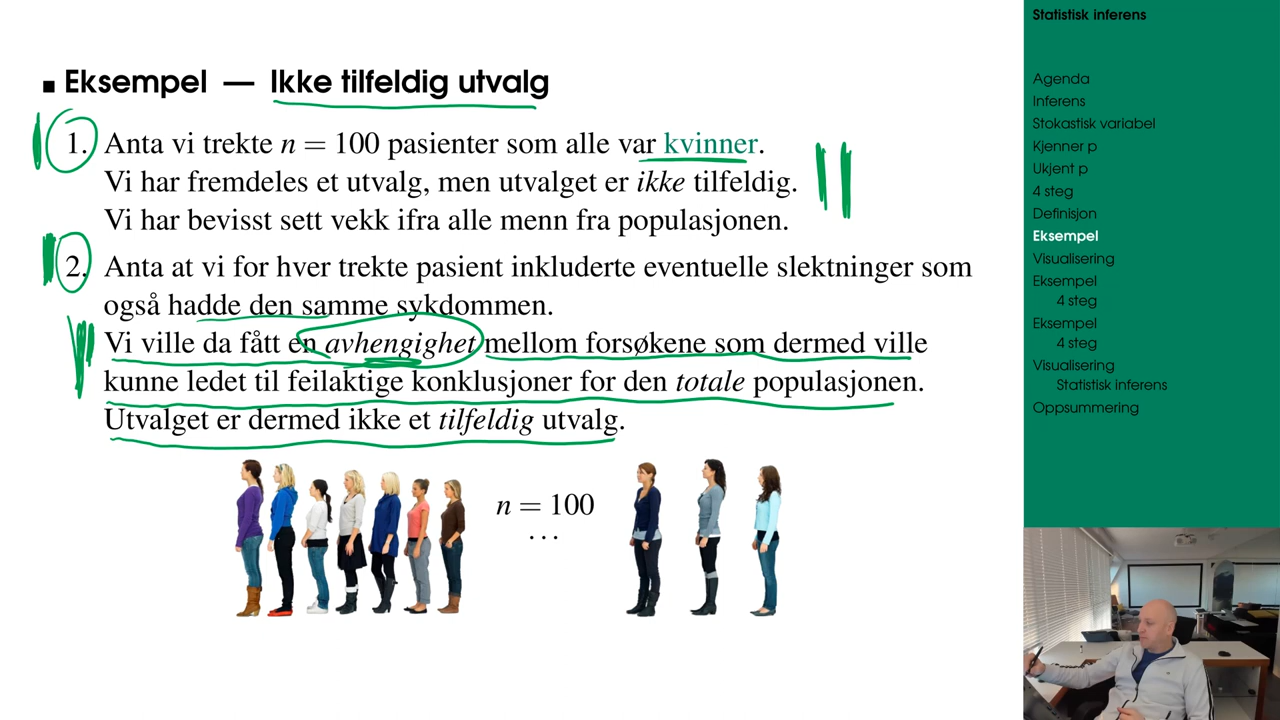 Eksempel — Ikke tilfeldig utvalg
1. Anta vi trekte n = 100 pasienter som alle var kvinner.
Vi har fremdeles et utvalg, men utvalget er ikke tilfeldig.
Vi har bevisst sett vekk ifra alle menn fra populasjonen.
2. Anta at vi for hver trekte pasient inkluderte eventuelle slektninger som
også hadde den samme sykdommen.
Vi ville da fått en avhengighet mellom forsøkene som dermed ville
kunne ledet til feilaktige konklusjoner for den totale populasjonen.
Utvalget er dermed ikke et tilfeldig utvalg.
n = 100
...
Statistisk inferens
Agenda
Inferens
Stokastisk variabel
Kjenner p
Ukjent p
4 steg
Definisjon
Eksempel
Visualisering
Eksempel
4 steg
Eksempel
4 steg
Visualisering
Statistisk inferens
Oppsummering